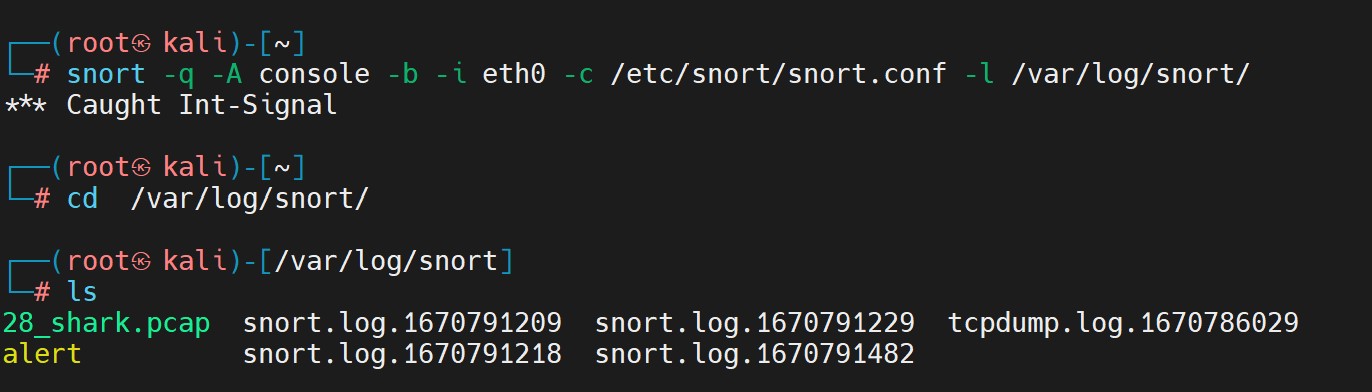 ┌──(root㉿ kali)-[~]
└─# snort -q -A console -b -i eth0 -c /etc/snort/snort.conf -l /var/log/snort/
*** Caught Int-Signal
┌──(root㉿ kali)-[~]
└─# cd  /var/log/snort/
┌──(root㉿ kali)-[/var/log/snort]
└─# ls
28_shark.pcap  snort.log.1670791209  snort.log.1670791229  tcpdump.log.1670786029
alert          snort.log.1670791218  snort.log.1670791482